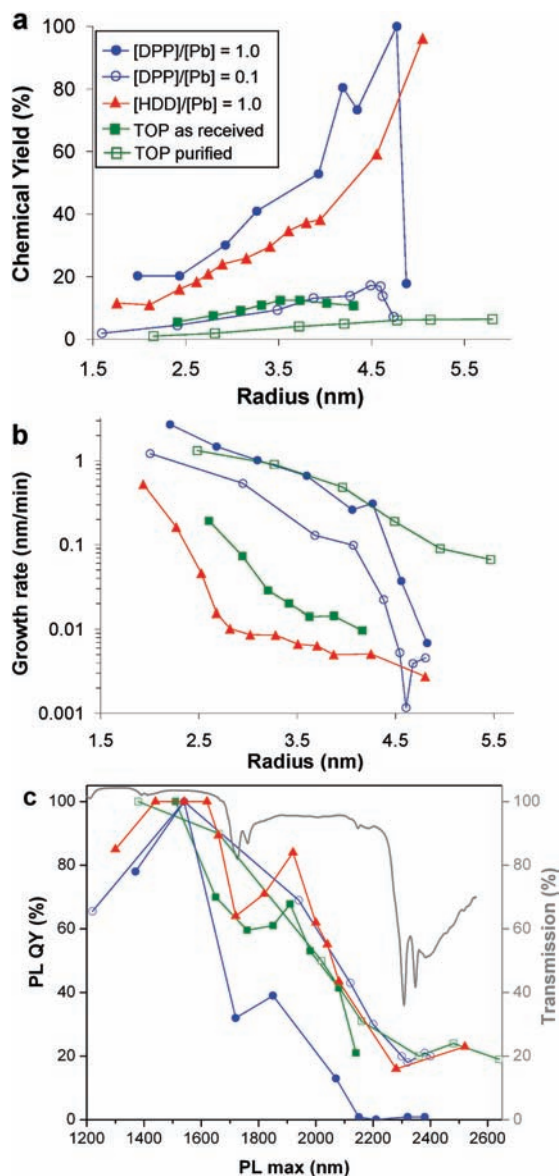 a
100
80
60
40
20
0
Chemical Yield (%)
[DPP]/[Pb] = 1.0
[DPP]/[Pb] = 0.1
[HDD]/[Pb] = 1.0
TOP as received
TOP purified
1.5 2.5 3.5 4.5 5.5
Radius (nm)
b
1
0.1
0.01
0.001
Growth rate (nm/min)
1.5 2.5 3.5 4.5 5.5
Radius (nm)
c
100
80
60
40
20
0
PL QY (%)
100
80
60
40
20
0
Transmission (%)
1200 1400 1600 1800 2000 2200 2400 2600
PL max (nm)